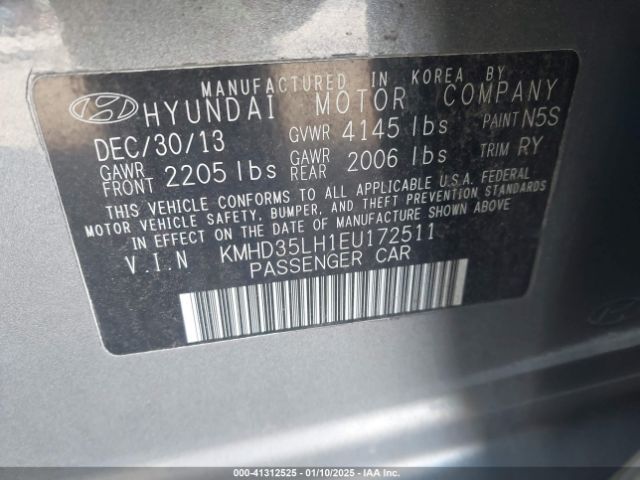 MANUFACTURED IN KOREA BY
HYUNDAI MOTOR COMPANY
DEC/30/13 GVWR 4145 lbs PAINT N5S
GAWR FRONT 2205 lbs GAWR REAR 2006 lbs TRIM RY
THIS VEHICLE CONFORMS TO ALL APPLICABLE U.S.A. FEDERAL
MOTOR VEHICLE SAFETY, BUMPER, AND THEFT PREVENTION STANDARDS
IN EFFECT ON THE DATE OF MANUFACTURE SHOWN ABOVE
V.I.N KMHD35LH1EU172511
PASSENGER CAR
000-41312525 - 01/10/2025 - IAA Inc.